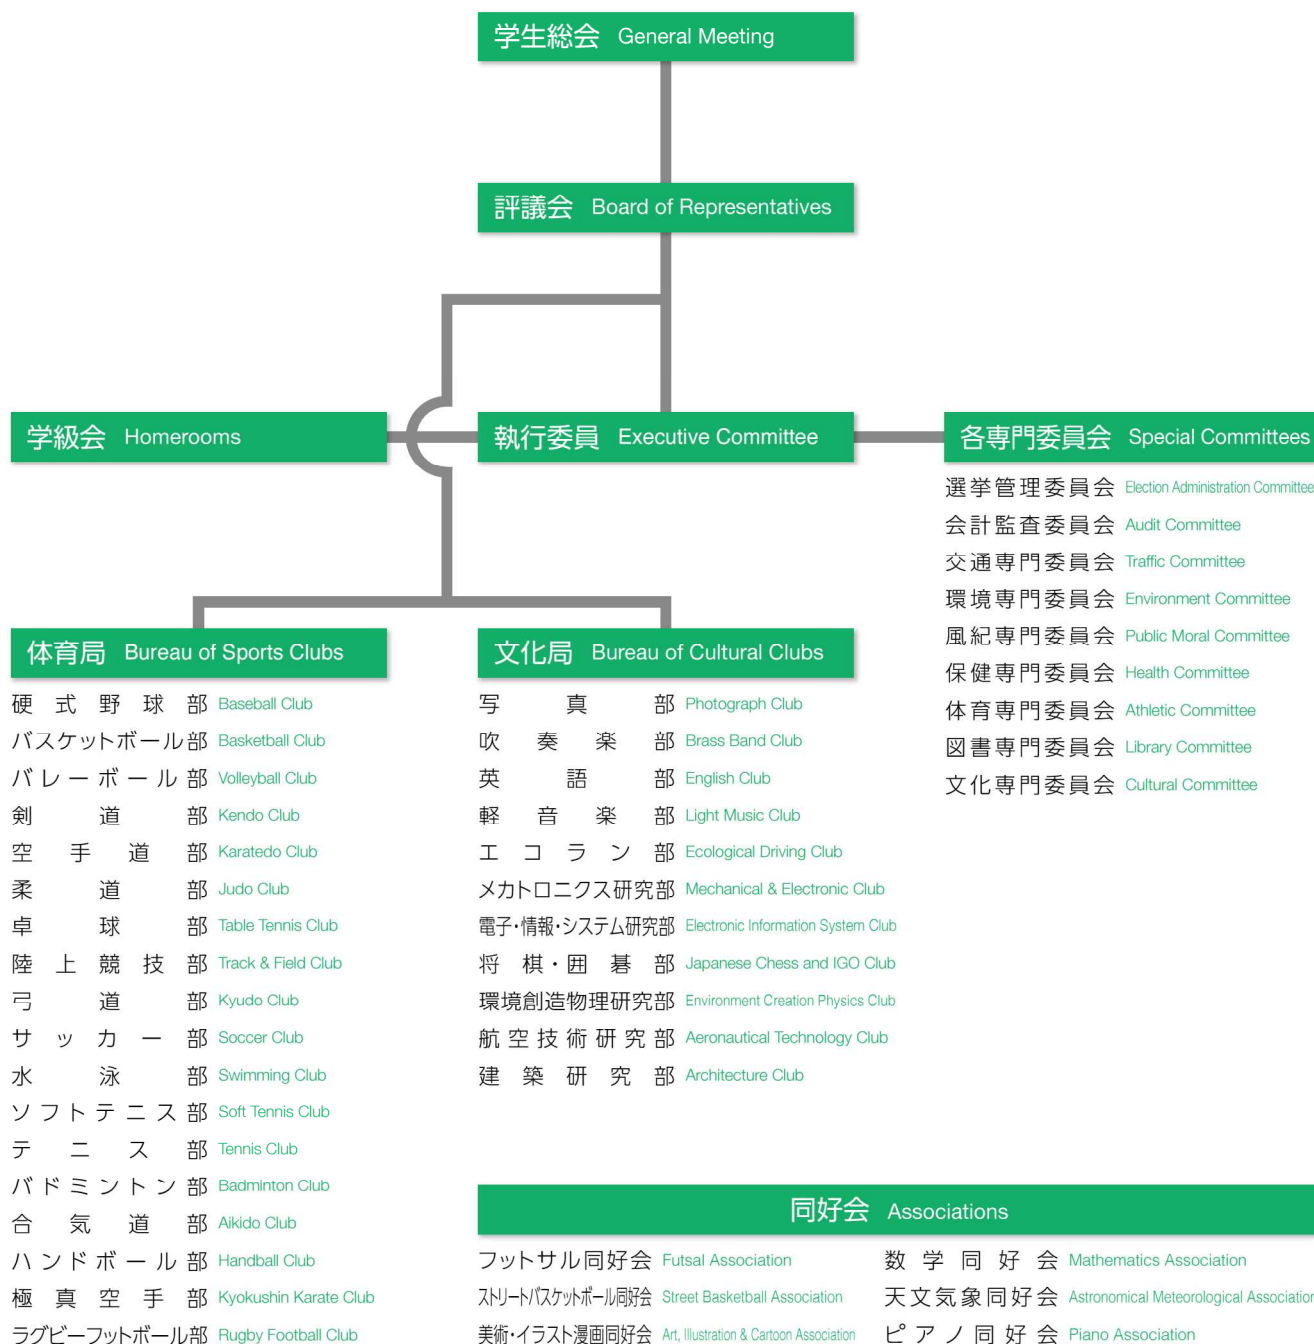 学生総会 General Meeting
評議会 Board of Representatives
学級会 Homerooms
執行委員 Executive Committee
各専門委員会 Special Committees
選挙管理委員会 Election Administration Committee
会計監査委員会 Audit Committee
交通専門委員会 Traffic Committee
環境専門委員会 Environment Committee
風紀専門委員会 Public Moral Committee
保健専門委員会 Health Committee
体育専門委員会 Athletic Committee
図書専門委員会 Library Committee
文化専門委員会 Cultural Committee
体育局 Bureau of Sports Clubs
硬式野球部 Baseball Club
バスケットボール部 Basketball Club
バレーボール部 Volleyball Club
剣道部 Kendo Club
空手道部 Karatedo Club
柔道部 Judo Club
卓球部 Table Tennis Club
陸上競技部 Track & Field Club
弓道部 Kyudo Club
サッカー部 Soccer Club
水泳部 Swimming Club
ソフトテニス部 Soft Tennis Club
テニス部 Tennis Club
バドミントン部 Badminton Club
合気道部 Aikido Club
ハンドボール部 Handball Club
極真空手部 Kyokushin Karate Club
ラグビーフットボール部 Rugby Football Club
文化局 Bureau of Cultural Clubs
写真部 Photograph Club
吹奏楽部 Brass Band Club
英語部 English Club
軽音楽部 Light Music Club
エコラン部 Ecological Driving Club
メカトロニクス研究部 Mechanical & Electronic Club
電子・情報・システム研究部 Electronic Information System Club
将棋・囲碁部 Japanese Chess and IGO Club
環境創造物理研究部 Environment Creation Physics Club
航空技術研究部 Aeronautical Technology Club
建築研究部 Architecture Club
同好会 Associations
フットサル同好会 Futsal Association
ストリートバスケットボール同好会 Street Basketball Association
美術・イラスト漫画同好会 Art, Illustration & Cartoon Association
数学同好会 Mathematics Association
天文気象同好会 Astronomical Meteorological Association
ピアノ同好会 Piano Association